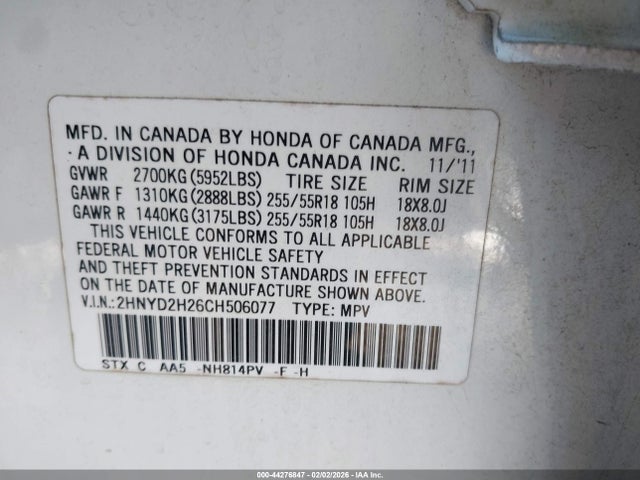 MFD. IN CANADA BY HONDA OF CANADA MFG.,
A DIVISION OF HONDA CANADA INC. 11/'11
GVWR 2700KG(5952LBS) TIRE SIZE RIM SIZE
GAWR F 1310KG(2888LBS) 255/55R18 105H 18X8.0J
GAWR R 1440KG(3175LBS) 255/55R18 105H 18X8.0J
THIS VEHICLE CONFORMS TO ALL APPLICABLE
FEDERAL MOTOR VEHICLE SAFETY
AND THEFT PREVENTION STANDARDS IN EFFECT
ON THE DATE OF MANUFACTURE SHOWN ABOVE.
V.I.N.:2HNYD2H26CH506077 TYPE: MPV
STX C AA5 -NH814PV -F -H
000-44276847 - 02/02/2026 - IAA Inc.